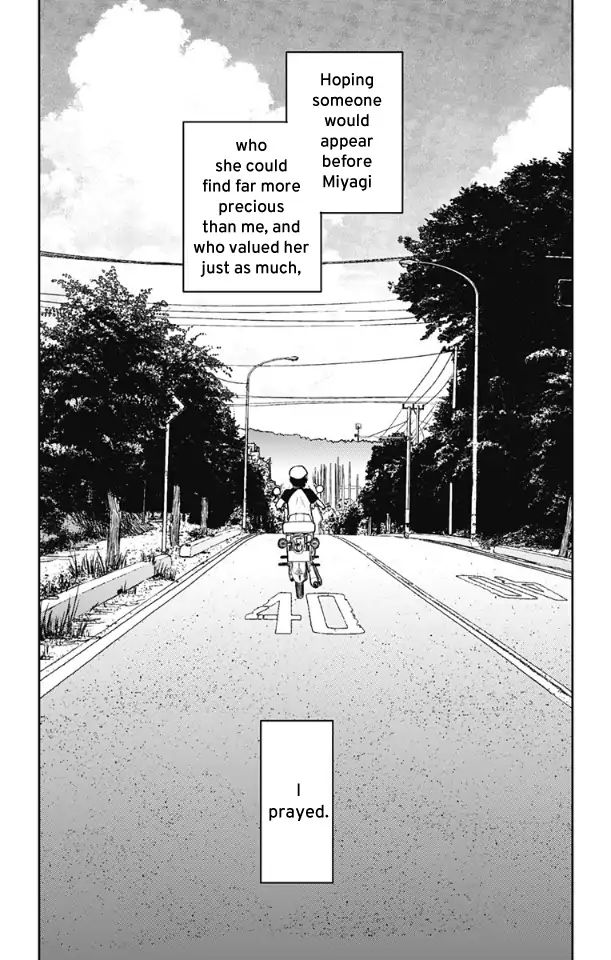 Hoping
someone
would
appear
before
Miyagi
who
she could
find far more
precious
than me, and
who valued her
just as much,
40
I
prayed.